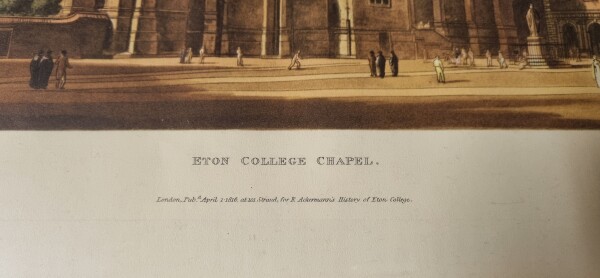 ETON COLLEGE CHAPEL.
London, Pub.d April 1-1816. at 101 Strand, for R. Ackermann's History of Eton College.